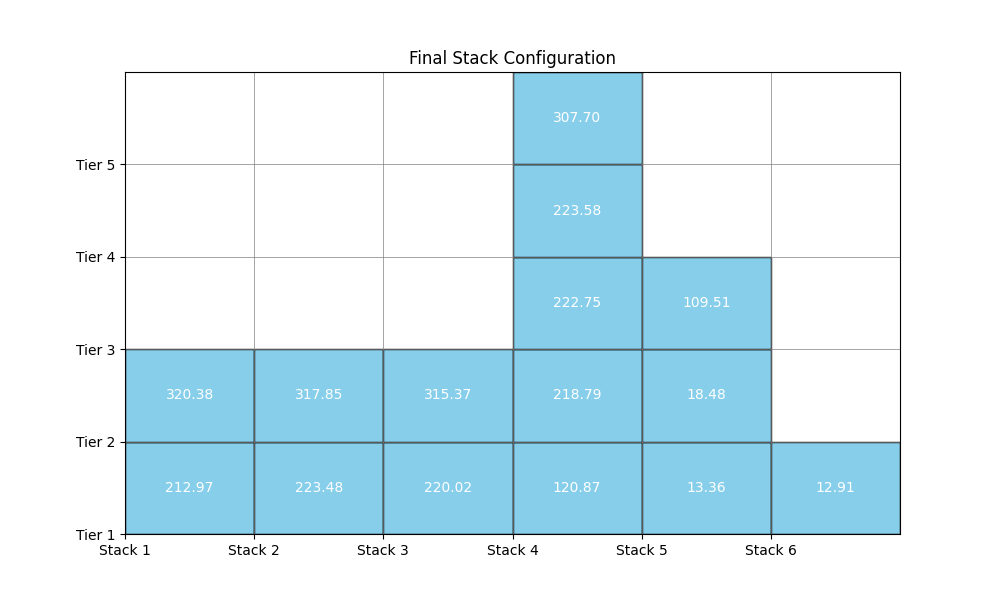 Final Stack Configuration
307.70
Tier 5
223.58
Tier 4
222.75 109.51
Tier 3
320.38 317.85 315.37 218.79 18.48
Tier 2
212.97 223.48 220.02 120.87 13.36 12.91
Tier 1
Stack 1 Stack 2 Stack 3 Stack 4 Stack 5 Stack 6